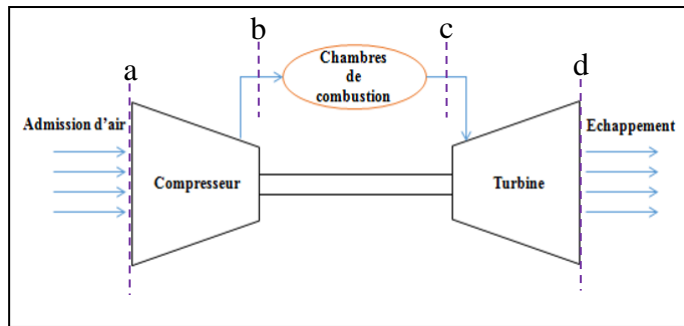 a
b
c
d
Chambres
de
combustion
Admission d'air
Echappement
Compresseur
Turbine